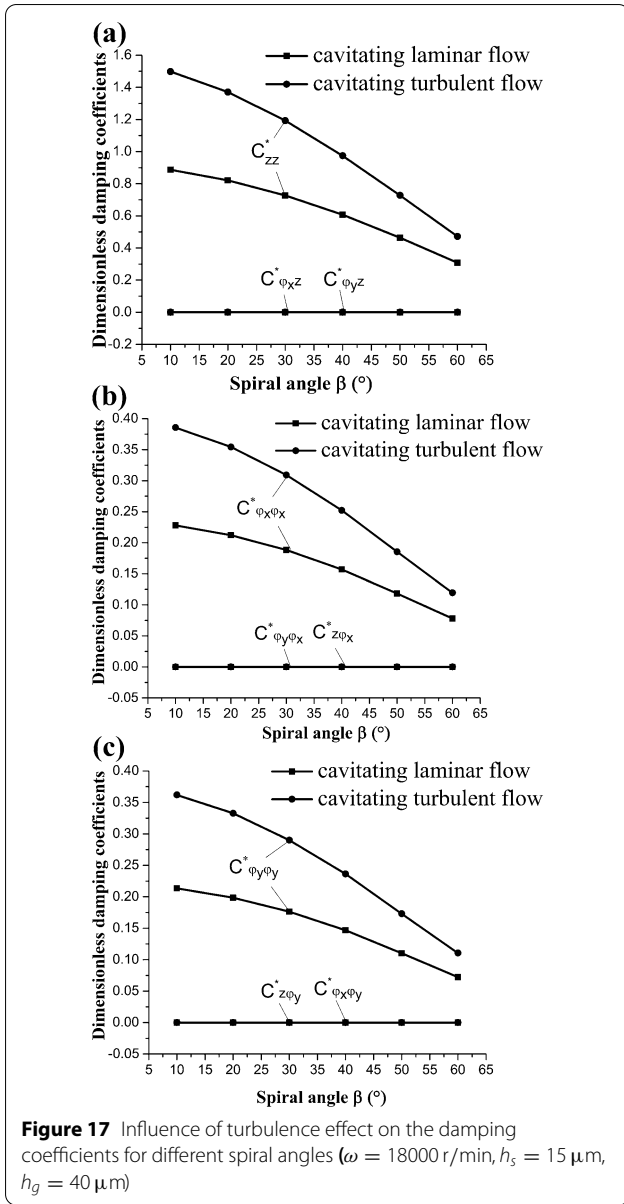 (a)
cavitating laminar flow
cavitating turbulent flow
Dimensionless damping coefficients
1.6
1.4
1.2
1.0
0.8
0.6
0.4
0.2
0.0
-0.2
C*zz
C*φxz C*φyz
5 10 15 20 25 30 35 40 45 50 55 60 65
Spiral angle β (°)
(b)
cavitating laminar flow
cavitating turbulent flow
Dimensionless damping coefficients
0.40
0.35
0.30
0.25
0.20
0.15
0.10
0.05
0.00
-0.05
C*φxφx
C*φyφx C*zφx
5 10 15 20 25 30 35 40 45 50 55 60 65
Spiral angle β (°)
(c)
cavitating laminar flow
cavitating turbulent flow
Dimensionless damping coefficients
0.40
0.35
0.30
0.25
0.20
0.15
0.10
0.05
0.00
-0.05
C*φyφy
C*zφy C*φxφy
5 10 15 20 25 30 35 40 45 50 55 60 65
Spiral angle β (°)
Figure 17 Influence of turbulence effect on the damping
coefficients for different spiral angles (ω = 18000 r/min, hs = 15 μm,
hg = 40 μm)